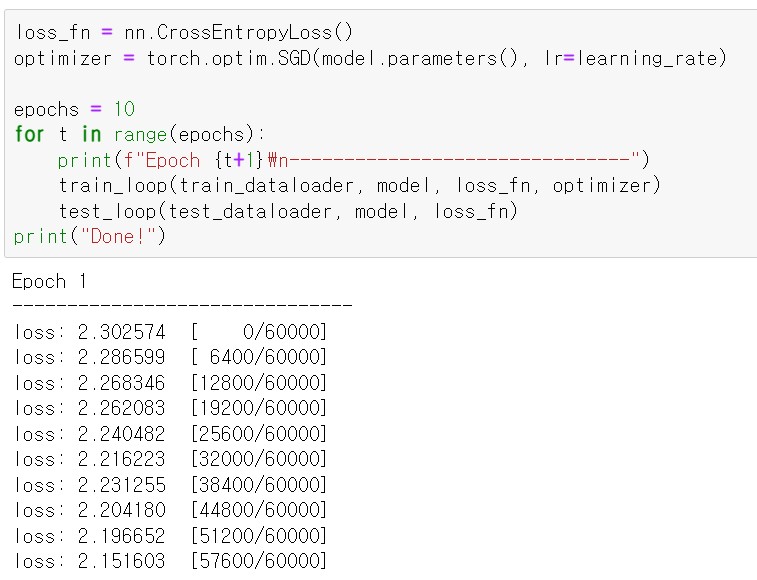 loss_fn = nn.CrossEntropyLoss()
optimizer = torch.optim.SGD(model.parameters(), lr=learning_rate)

epochs = 10
for t in range(epochs):
    print(f"Epoch {t+1}₩n-------------------------------")
    train_loop(train_dataloader, model, loss_fn, optimizer)
    test_loop(test_dataloader, model, loss_fn)
print("Done!")
Epoch 1
-------------------------------
loss: 2.302574  [    0/60000]
loss: 2.286599  [ 6400/60000]
loss: 2.268346  [12800/60000]
loss: 2.262083  [19200/60000]
loss: 2.240482  [25600/60000]
loss: 2.216223  [32000/60000]
loss: 2.231255  [38400/60000]
loss: 2.204180  [44800/60000]
loss: 2.196652  [51200/60000]
loss: 2.151603  [57600/60000]